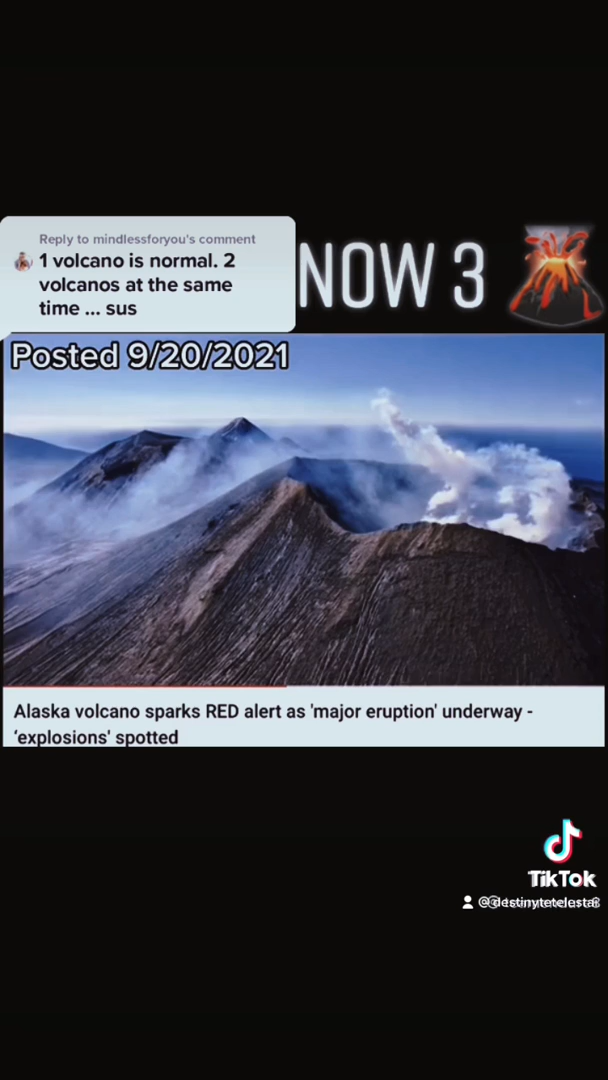 Reply to mindlessforyou's comment
1 volcano is normal. 2
volcanos at the same
time ... sus
NOW 3
Posted 9/20/2021
Alaska volcano sparks RED alert as 'major eruption' underway -
‘explosions' spotted
TikTok